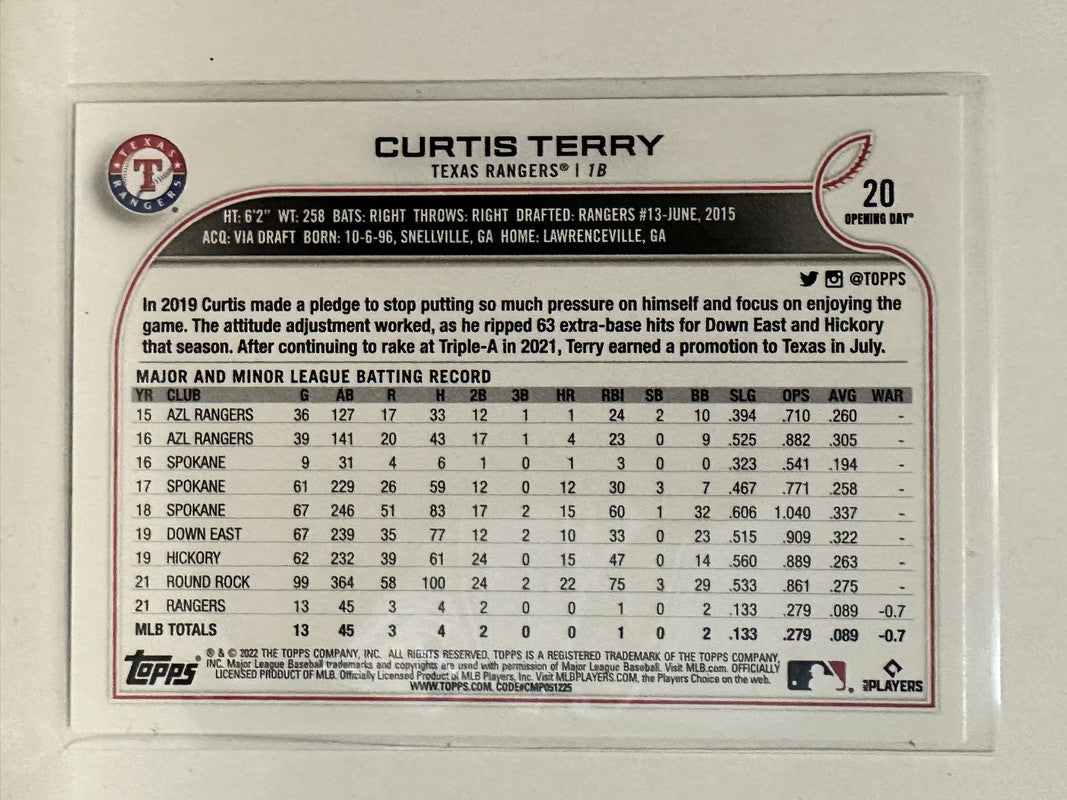 TEXAS
T
RANGERS
CURTIS TERRY
TEXAS RANGERS® | 1B
20
OPENING DAY®
HT: 6'2" WT: 258 BATS: RIGHT THROWS: RIGHT DRAFTED: RANGERS #13-JUNE, 2015
ACQ: VIA DRAFT BORN: 10-6-96, SNELLVILLE, GA HOME: LAWRENCEVILLE, GA
@TOPPS
In 2019 Curtis made a pledge to stop putting so much pressure on himself and focus on enjoying the
game. The attitude adjustment worked, as he ripped 63 extra-base hits for Down East and Hickory
that season. After continuing to rake at Triple-A in 2021, Terry earned a promotion to Texas in July.
MAJOR AND MINOR LEAGUE BATTING RECORD
YR CLUB G AB R H 2B 3B HR RBI SB BB SLG OPS AVG WAR
15 AZL RANGERS 36 127 17 33 12 1 1 24 2 10 .394 .710 .260 -
16 AZL RANGERS 39 141 20 43 17 1 4 23 0 9 .525 .882 .305 -
16 SPOKANE 9 31 4 6 1 0 1 3 0 0 .323 .541 .194 -
17 SPOKANE 61 229 26 59 12 0 12 30 3 7 .467 .771 .258 -
18 SPOKANE 67 246 51 83 17 2 15 60 1 32 .606 1.040 .337 -
19 DOWN EAST 67 239 35 77 12 2 10 33 0 23 .515 .909 .322 -
19 HICKORY 62 232 39 61 24 0 15 47 0 14 .560 .889 .263 -
21 ROUND ROCK 99 364 58 100 24 2 22 75 3 29 .533 .861 .275 -
21 RANGERS 13 45 3 4 2 0 0 1 0 2 .133 .279 .089 -0.7
MLB TOTALS 13 45 3 4 2 0 0 1 0 2 .133 .279 .089 -0.7
topps®
® & © 2022 THE TOPPS COMPANY, INC. ALL RIGHTS RESERVED. TOPPS IS A REGISTERED TRADEMARK OF THE TOPPS COMPANY,
INC. Major League Baseball trademarks and copyrights are used with permission of Major League Baseball. Visit MLB.com. OFFICIALLY
LICENSED PRODUCT OF MLB. Officially Licensed Product of MLB Players, Inc. Visit MLBPLAYERS.COM, the Players Choice on the web.
WWW.TOPPS.COM. CODE#CMP051225
MLB PLAYERS